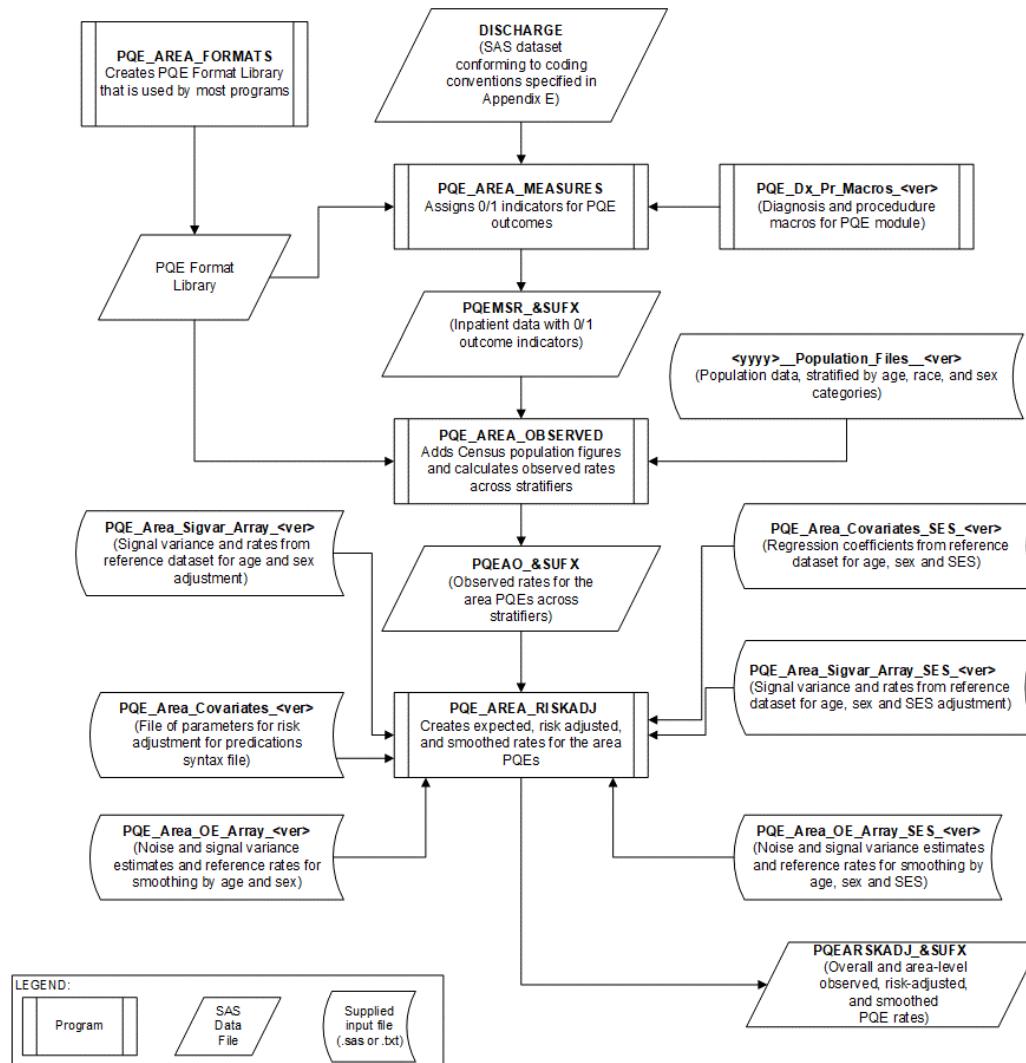 PQE_AREA_FORMATS
Creates PQE Format Library
that is used by most programs
DISCHARGE
(SAS dataset
conforming to coding
conventions specified in
Appendix E)
PQE_AREA_MEASURES
Assigns 0/1 indicators for PQE
outcomes
PQE_Dx_Pr_Macros_<ver>
(Diagnosis and procedudure
macros for PQE module)
PQE Format
Library
PQEMSR_&SUFX
(Inpatient data with 0/1
outcome indicators)
<yyyy>__Population_Files__<ver>
(Population data, stratified by age, race, and sex
categories)
PQE_AREA_OBSERVED
Adds Census population figures
and calculates observed rates
across stratifiers
PQE_Area_Sigvar_Array_<ver>
(Signal variance and rates from
reference dataset for age and sex
adjustment)
PQEAO_&SUFX
(Observed rates for the
area PQEs across
stratifiers)
PQE_Area_Covariates_SES_<ver>
(Regression coefficients from reference
dataset for age, sex and SES)
PQE_Area_Sigvar_Array_SES_<ver>
(Signal variance and rates from reference
dataset for age, sex and SES adjustment)
PQE_Area_Covariates_<ver>
(File of parameters for risk
adjustment for predications
syntax file)
PQE_AREA_RISKADJ
Creates expected, risk adjusted,
and smoothed rates for the area
PQEs
PQE_Area_OE_Array_<ver>
(Noise and signal variance
estimates and reference rates for
smoothing by age and sex)
PQE_Area_OE_Array_SES_<ver>
(Noise and signal variance estimates
and reference rates for smoothing by
age, sex and SES)
PQEARSKADJ_&SUFX
(Overall and area-level
observed, risk-adjusted,
and smoothed
PQE rates)
LEGEND:
Program
SAS
Data
File
Supplied
input file
(.sas or .txt)